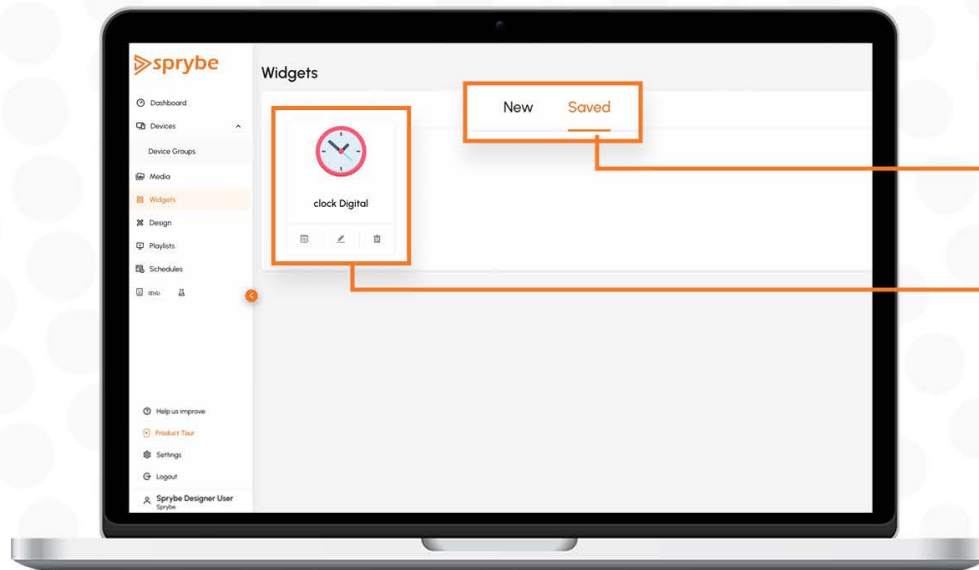 sprybe
Widgets
Dashboard
Devices
Device Groups
Media
Widgets
Design
Playlists
Schedules
New Saved
clock Digital
Help us improve
Product Tour
Settings
Logout
Sprybe Designer User
Sprybe